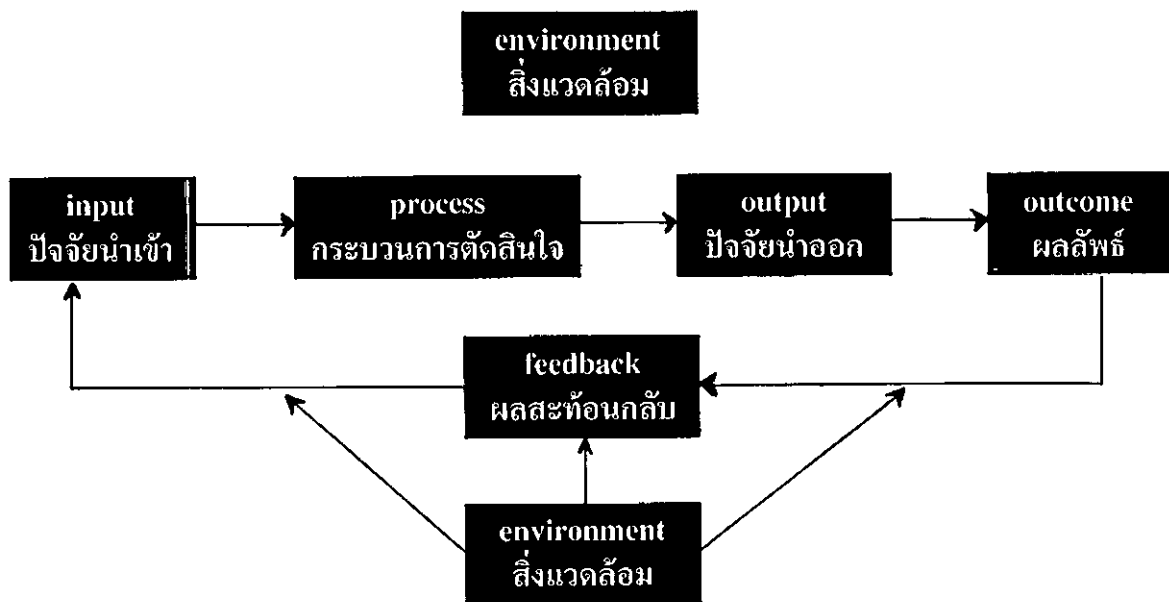 environment
สิ่งแวดล้อม
input
ปัจจัยนำเข้า
process
กระบวนการตัดสินใจ
output
ปัจจัยนำออก
outcome
ผลลัพธ์
feedback
ผลสะท้อนกลับ
environment
สิ่งแวดล้อม